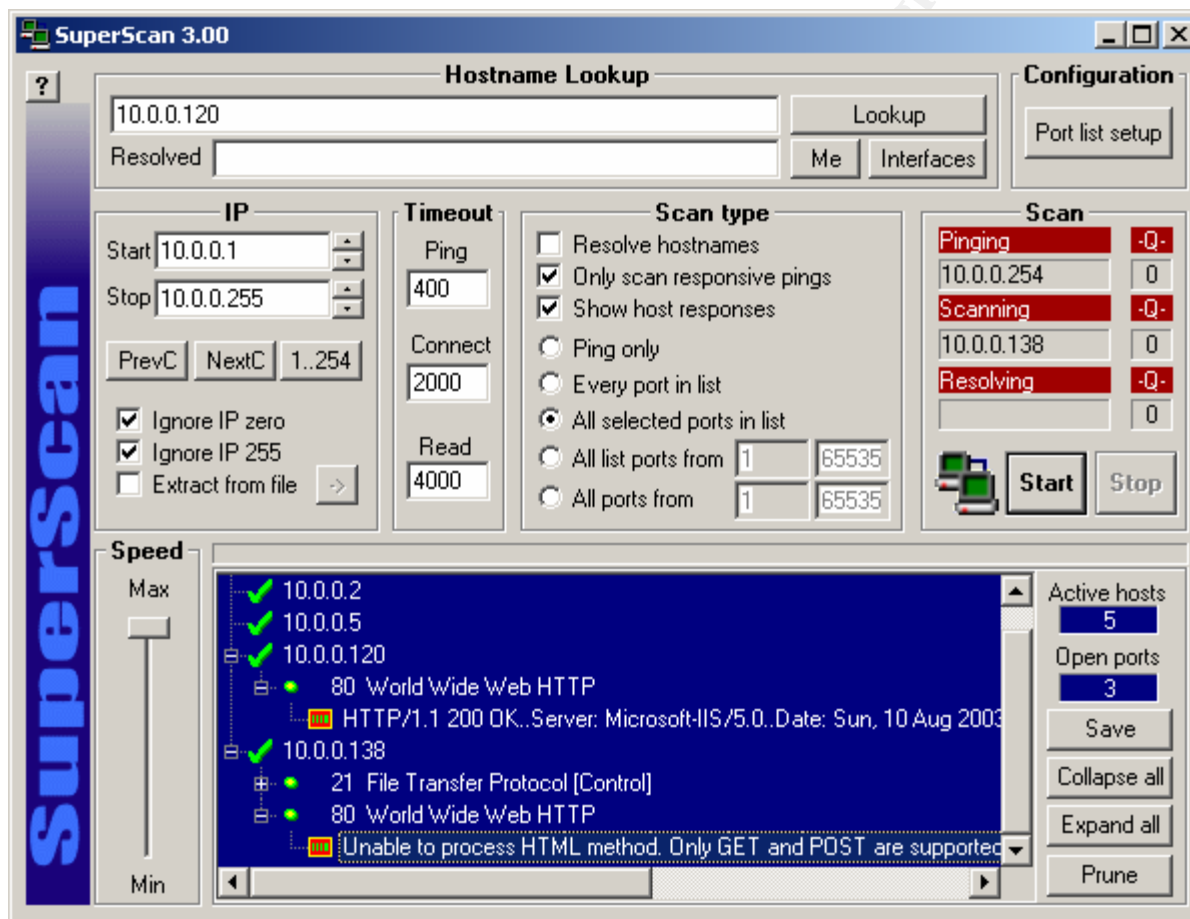 SuperScan 3.00
?
Hostname Lookup
10.0.0.120
Lookup
Resolved
Me
Interfaces
Configuration
Port list setup
SuperScan
IP
Start 10.0.0.1
Stop 10.0.0.255
PrevC
NextC
1..254
Ignore IP zero
Ignore IP 255
Extract from file
->
Timeout
Ping
400
Connect
2000
Read
4000
Scan type
Resolve hostnames
Only scan responsive pings
Show host responses
Ping only
Every port in list
All selected ports in list
All list ports from 1 65535
All ports from 1 65535
Scan
Pinging -Q-
10.0.0.254 0
Scanning -Q-
10.0.0.138 0
Resolving -Q-
0
Start
Stop
Speed
Max
Min
10.0.0.2
10.0.0.5
10.0.0.120
80 World Wide Web HTTP
HTTP/1.1 200 OK..Server: Microsoft-IIS/5.0..Date: Sun, 10 Aug 2003
10.0.0.138
21 File Transfer Protocol [Control]
80 World Wide Web HTTP
Unable to process HTML method. Only GET and POST are supported
Active hosts
5
Open ports
3
Save
Collapse all
Expand all
Prune